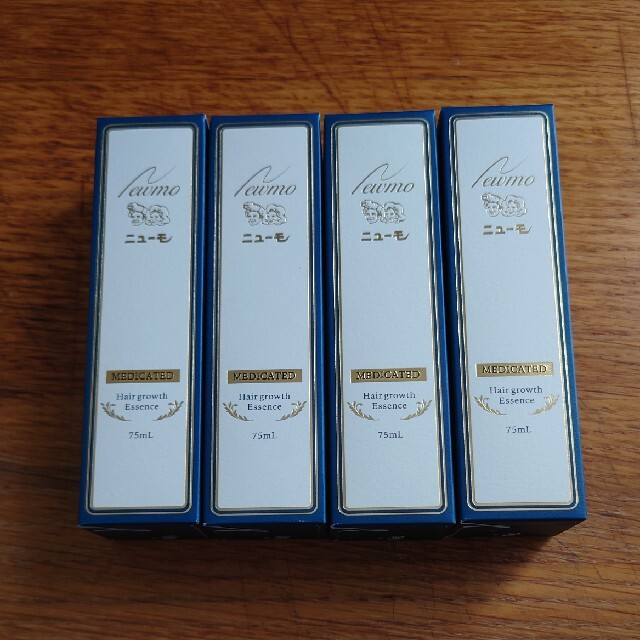 Newmo
ニューモ
MEDICATED
Hair growth
Essence
75mL
Newmo
ニューモ
MEDICATED
Hair growth
Essence
75mL
Newmo
ニューモ
MEDICATED
Hair growth
Essence
75mL
Newmo
ニューモ
MEDICATED
Hair growth
Essence
75mL